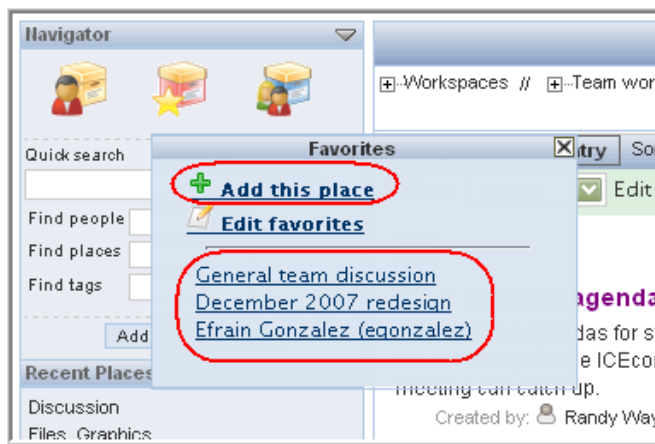 Navigator
Workspaces // Team wor
Quick search
Favorites
try So
Add this place
Edit
Edit favorites
Find people
Find places
Find tags
General team discussion
December 2007 redesign
Efrain Gonzalez (egonzalez)
agenda
Add
das for s
e ICEcor
Recent Places
meeting can catch up.
Discussion
Created by: Randy Way
Files, Graphics